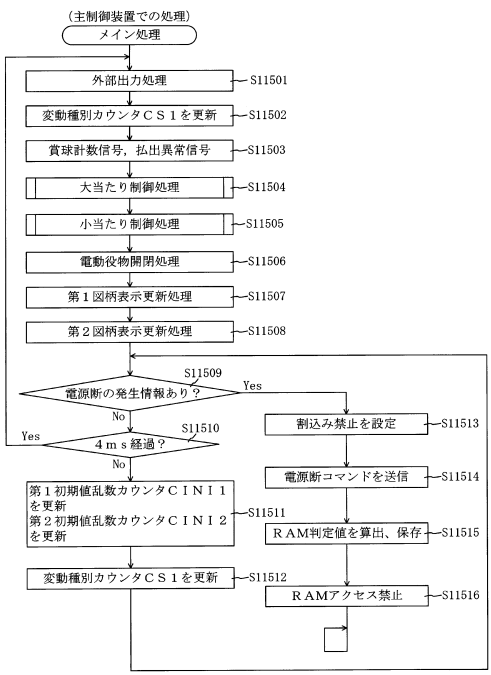 (主制御装置での処理)
メイン処理
外部出力処理
S11501
変動種別カウンタCS1を更新
S11502
賞球計数信号,払出異常信号
S11503
大当たり制御処理
S11504
小当たり制御処理
S11505
電動役物開閉処理
S11506
第1図柄表示更新処理
S11507
第2図柄表示更新処理
S11508
S11509
電源断の発生情報あり?
Yes
No
S11510
4ms経過?
Yes
No
第1初期値乱数カウンタCINI1
を更新
第2初期値乱数カウンタCINI2
を更新
S11511
変動種別カウンタCS1を更新
S11512
割込み禁止を設定
S11513
電源断コマンドを送信
S11514
RAM判定値を算出、保存
S11515
RAMアクセス禁止
S11516